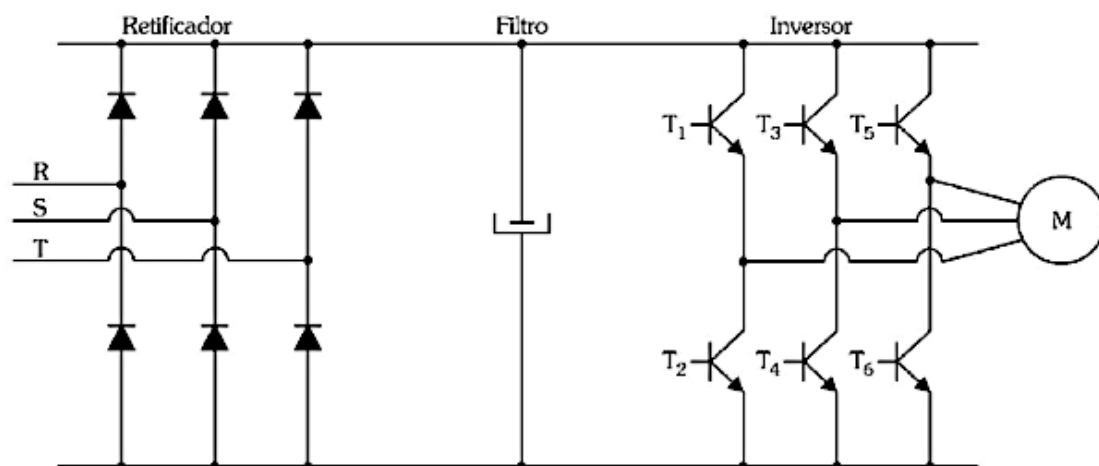 Retificador
Filtro
Inversor
T₁
T₃
T₅
R
S
T
M
T₂
T₄
T₆